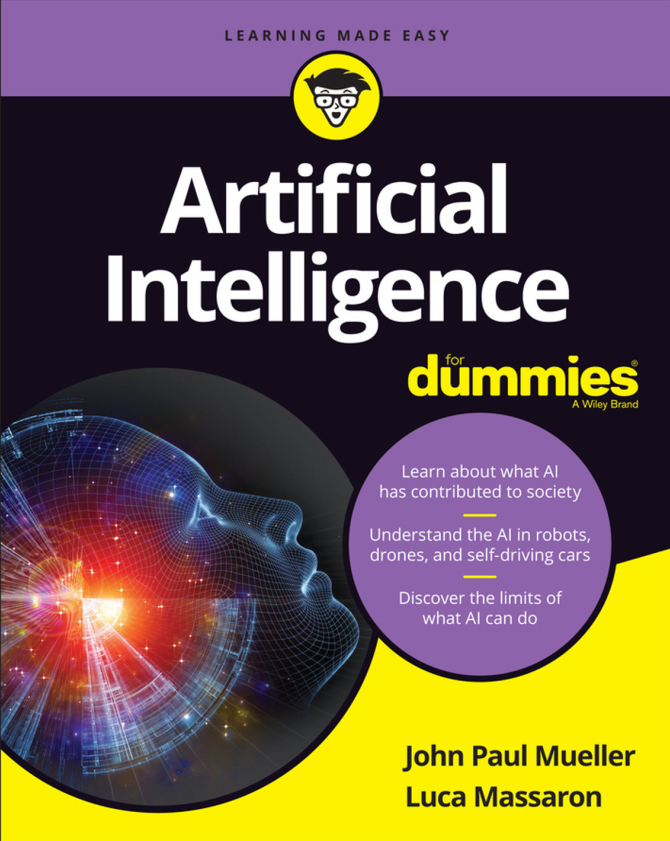 LEARNING MADE EASY
Artificial
Intelligence
for
dummies®
A Wiley Brand
Learn about what AI
has contributed to society
Understand the AI in robots,
drones, and self-driving cars
Discover the limits of
what AI can do
John Paul Mueller
Luca Massaron